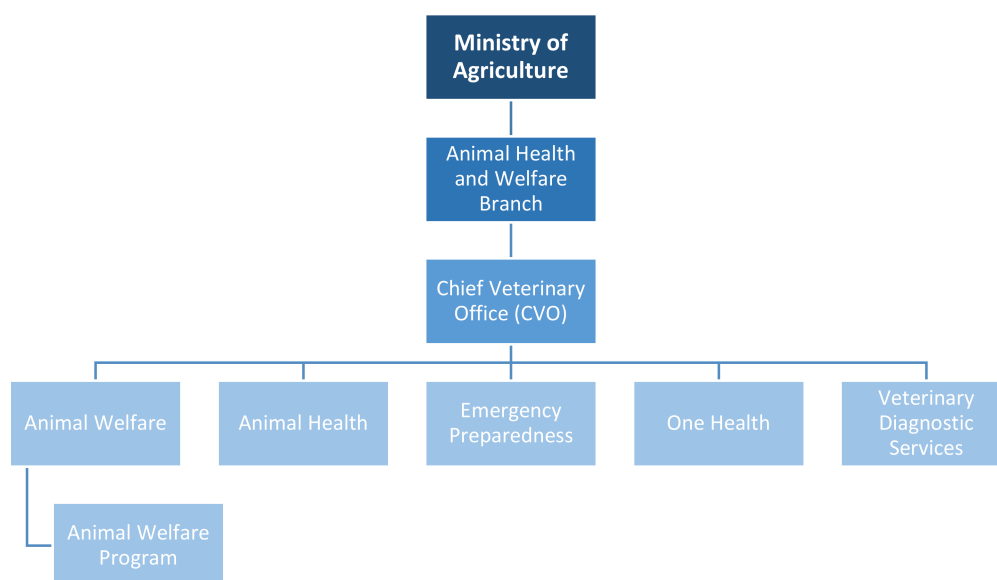 Ministry of
Agriculture
Animal Health
and Welfare
Branch
Chief Veterinary
Office (CVO)
Animal Welfare
Animal Health
Emergency
Preparedness
One Health
Veterinary
Diagnostic
Services
Animal Welfare
Program